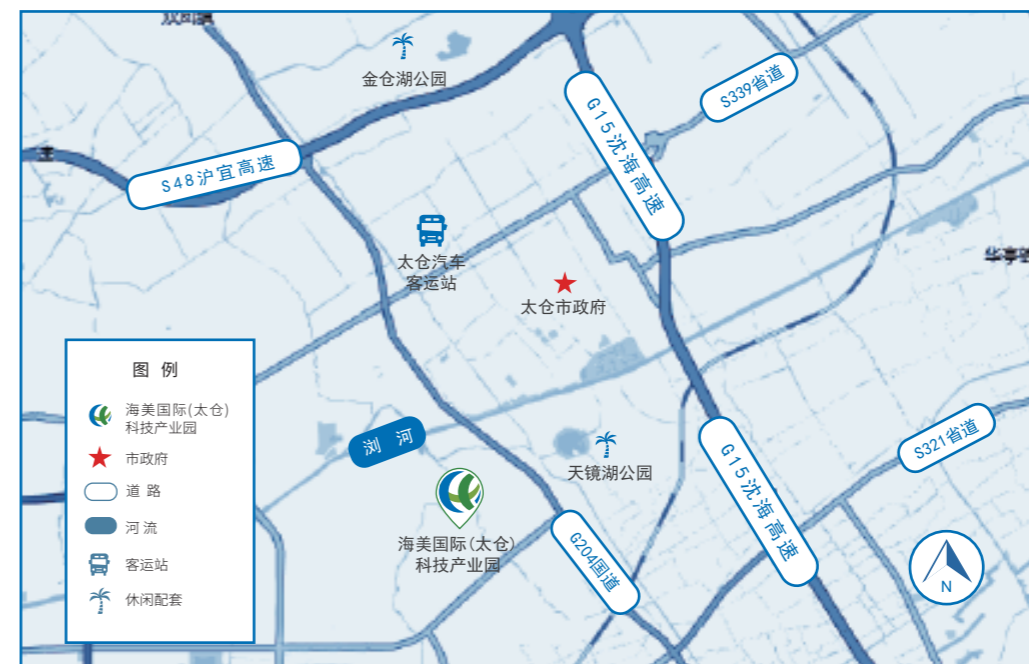 金仓湖公园
S339省道
G15沈海高速
S48沪宜高速
太仓汽车
客运站
太仓市政府
图 例
海美国际(太仓)
科技产业园
市政府
道 路
河 流
客运站
休闲配套
浏 河
天镜湖公园
S321省道
G15沈海高速
海美国际(太仓)
科技产业园
G204国道
N